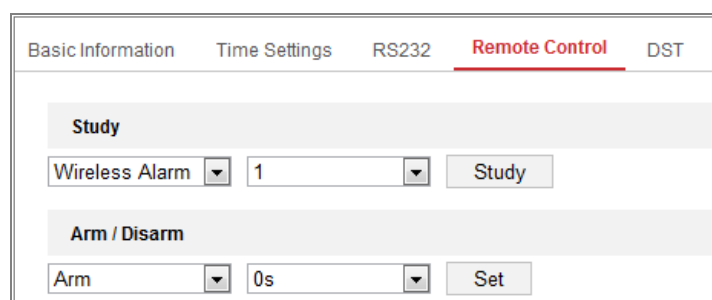 Basic Information Time Settings RS232 Remote Control DST
Study
Wireless Alarm 1 Study
Arm / Disarm
Arm 0s Set